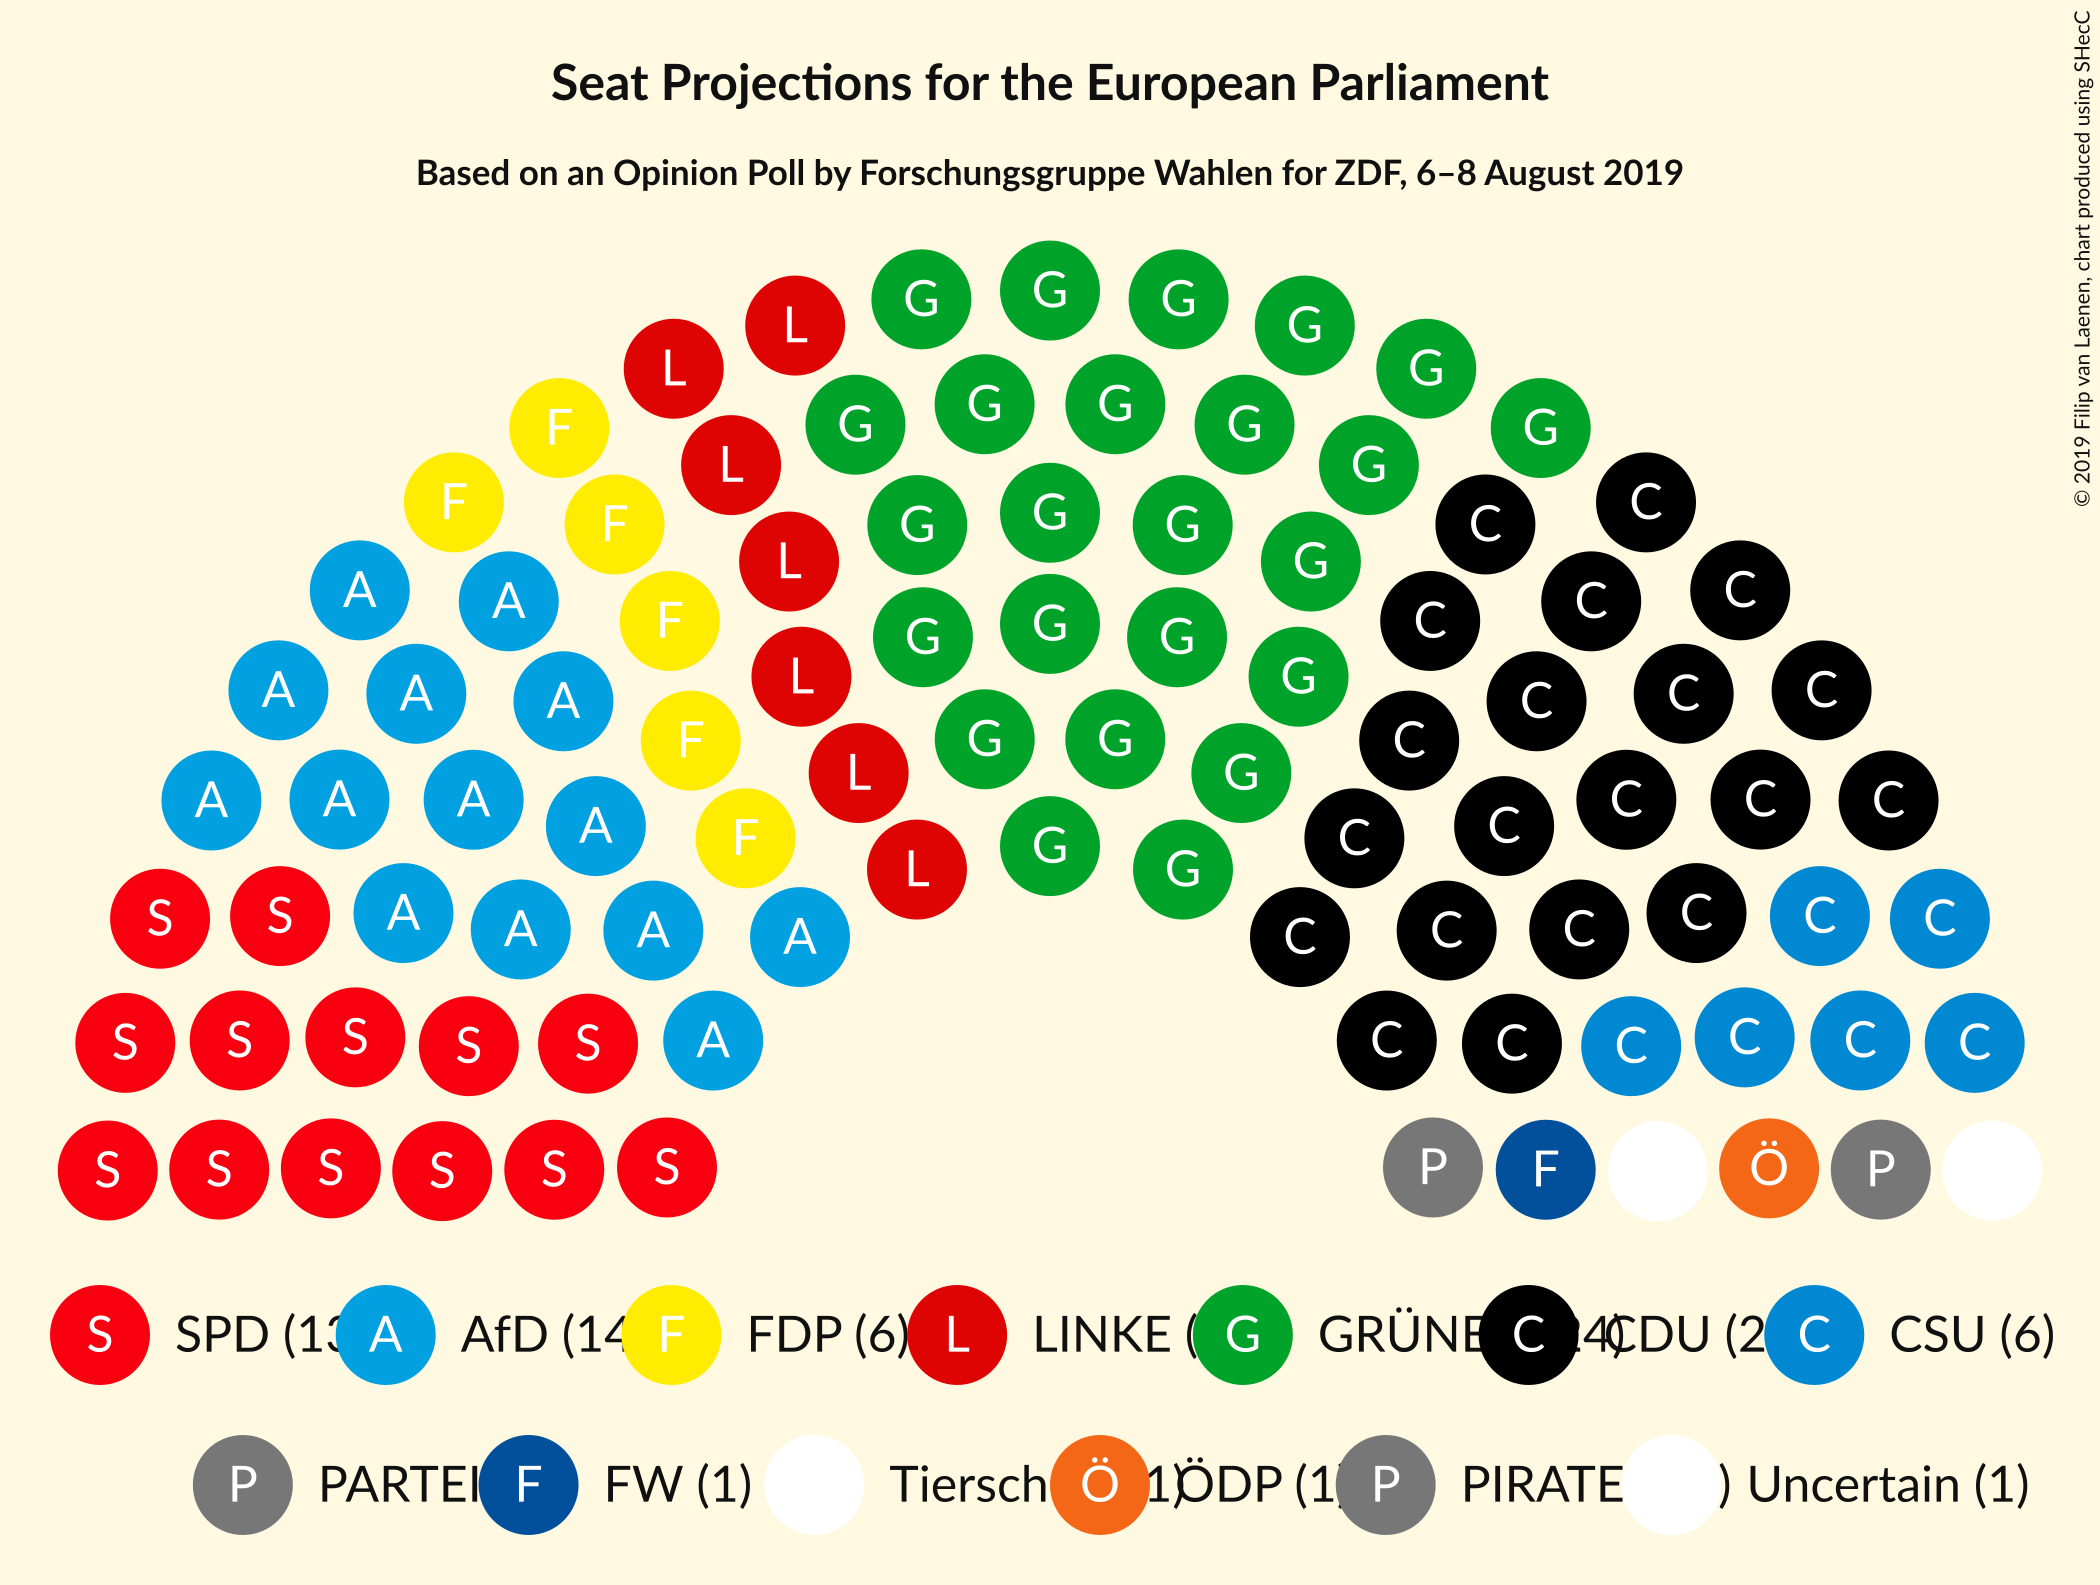 Seat Projections for the European Parliament
Based on an Opinion Poll by Forschungsgruppe Wahlen for ZDF, 6–8 August 2019
© 2019 Filip van Laenen, chart produced using SHecC
L G G G G
L G
F G G G G G
L G
F F G G G C C
L G
A A C C
F G G G C
A A A L G C C C
F G G C
A A A L G C C C
A F G C C
L G
S S A A A A C C C C C C
S S S S S A C C C C C C
S S S S S S P F Ö P
S SPD (13 A AfD (14 F FDP (6) L LINKE ( G GRÜNE 4) C CDU (2 C CSU (6)
P PARTEI F FW (1) Tiersch 1) Ö ÖDP (1) P PIRATE ) Uncertain (1)